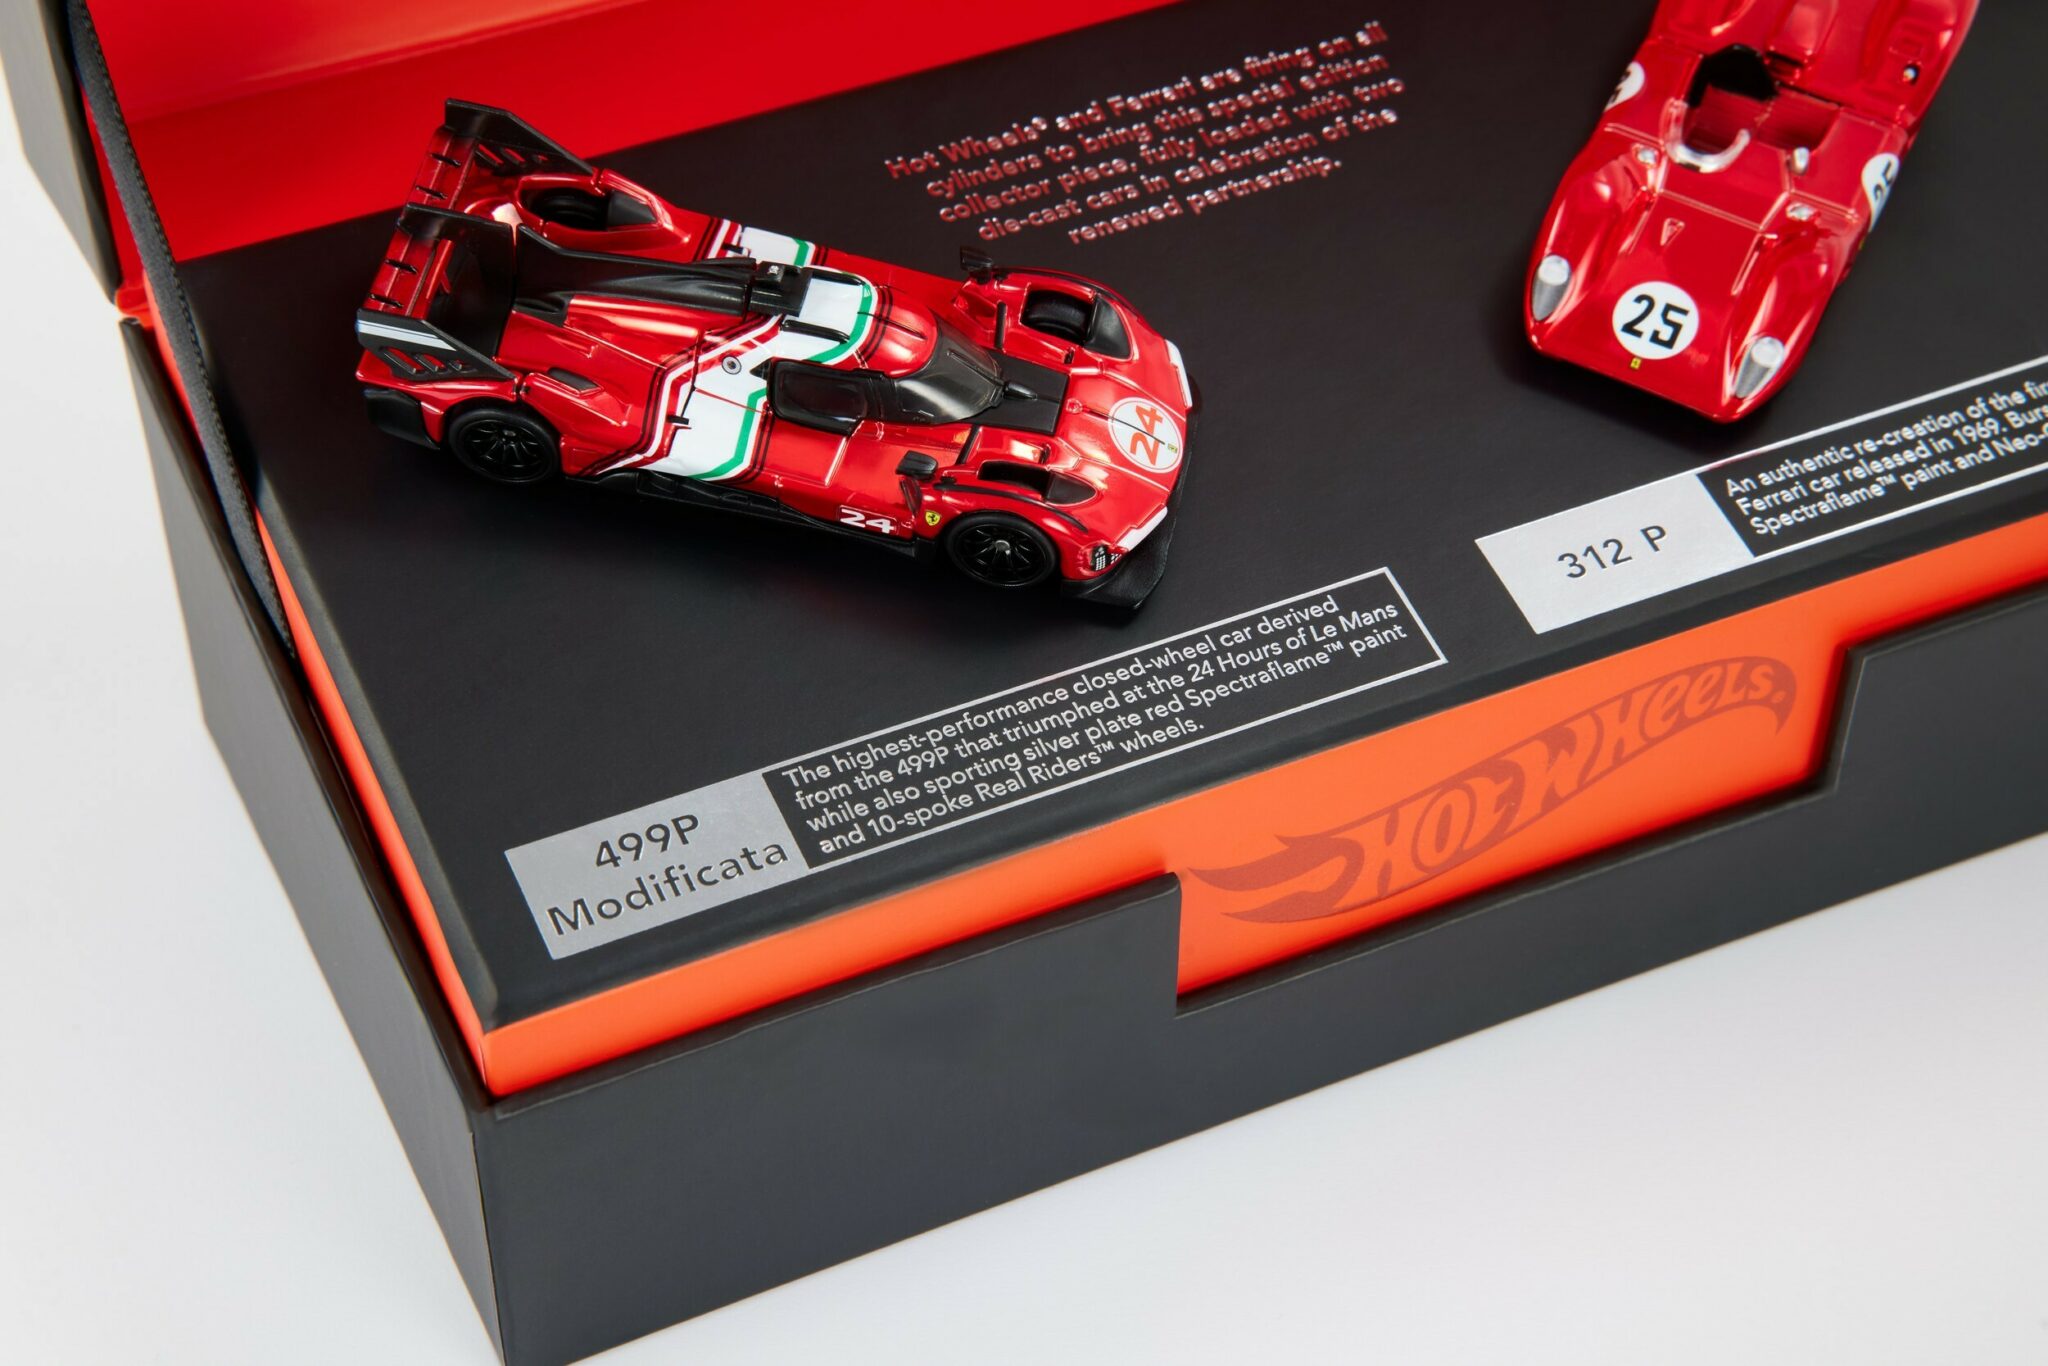 Hot Wheels® and Ferrari are firing on all
cylinders to bring this special edition
collector piece, fully loaded with two
die-cast cars in celebration of the
renewed partnership.
24
24
25
25
499P
Modificata
The highest-performance closed-wheel car derived
from the 499P that triumphed at the 24 Hours of Le Mans
while also sporting silver plate red Spectraflame™ paint
and 10-spoke Real Riders™ wheels.
312 P
An authentic re-creation of the
Ferrari car released in 1969.
Spectraflame™ paint and
HOT WHEELS.